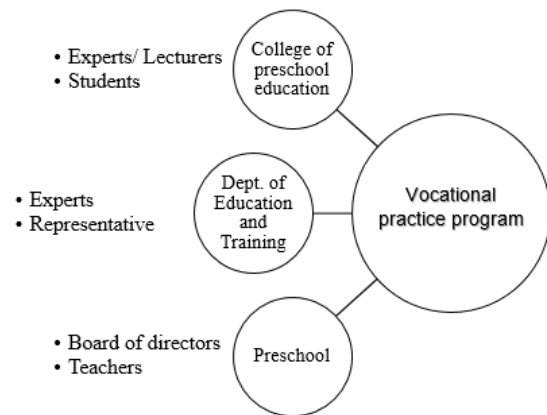 • Experts/ Lecturers
• Students
College of
preschool
education
• Experts
• Representative
Dept. of
Education
and
Training
Vocational
practice program
• Board of directors
• Teachers
Preschool